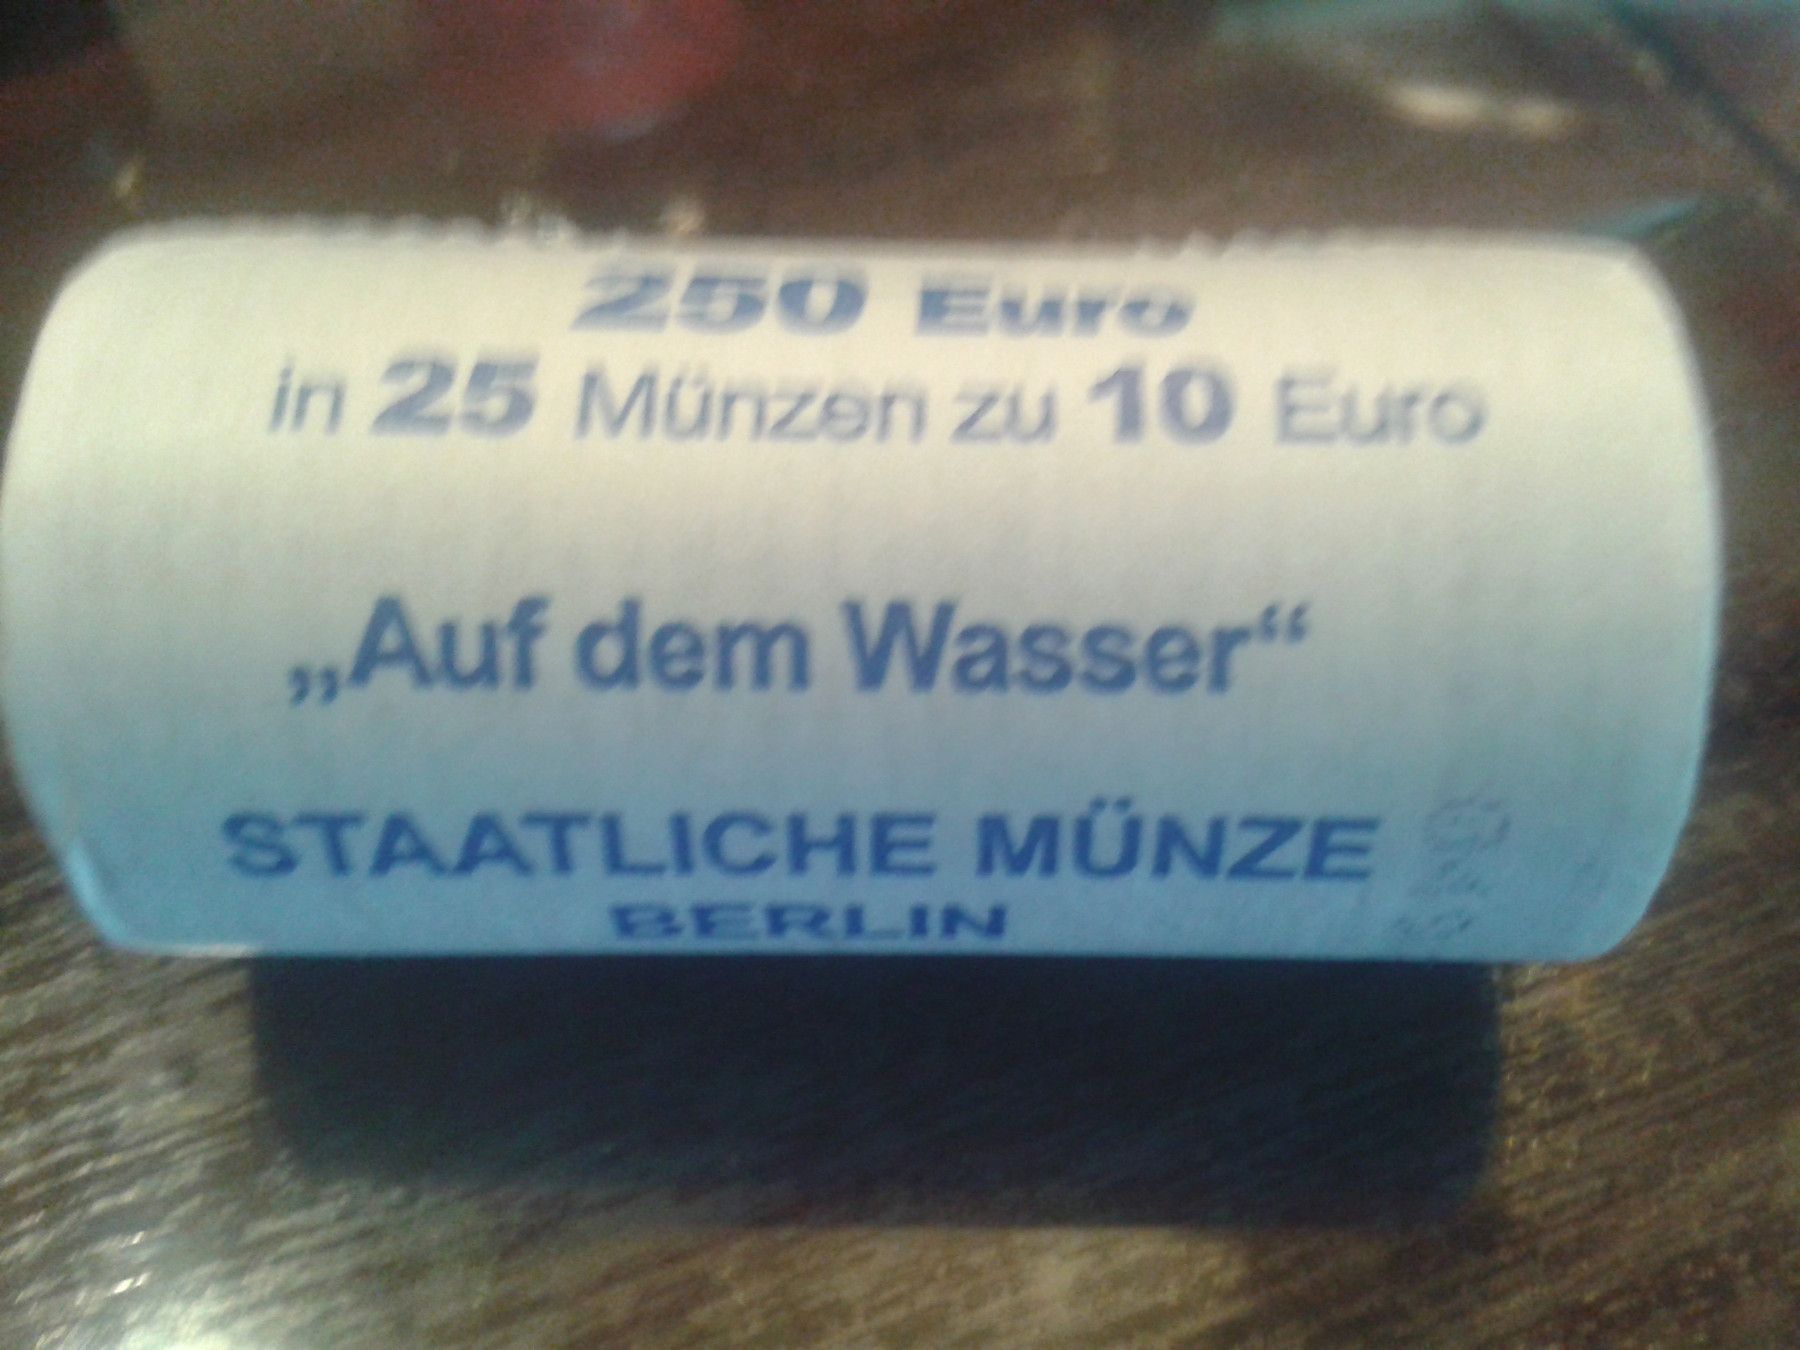 250 Euro
in 25 Münzen zu 10 Euro
„Auf dem Wasser“
STAATLICHE MÜNZE
BERLIN